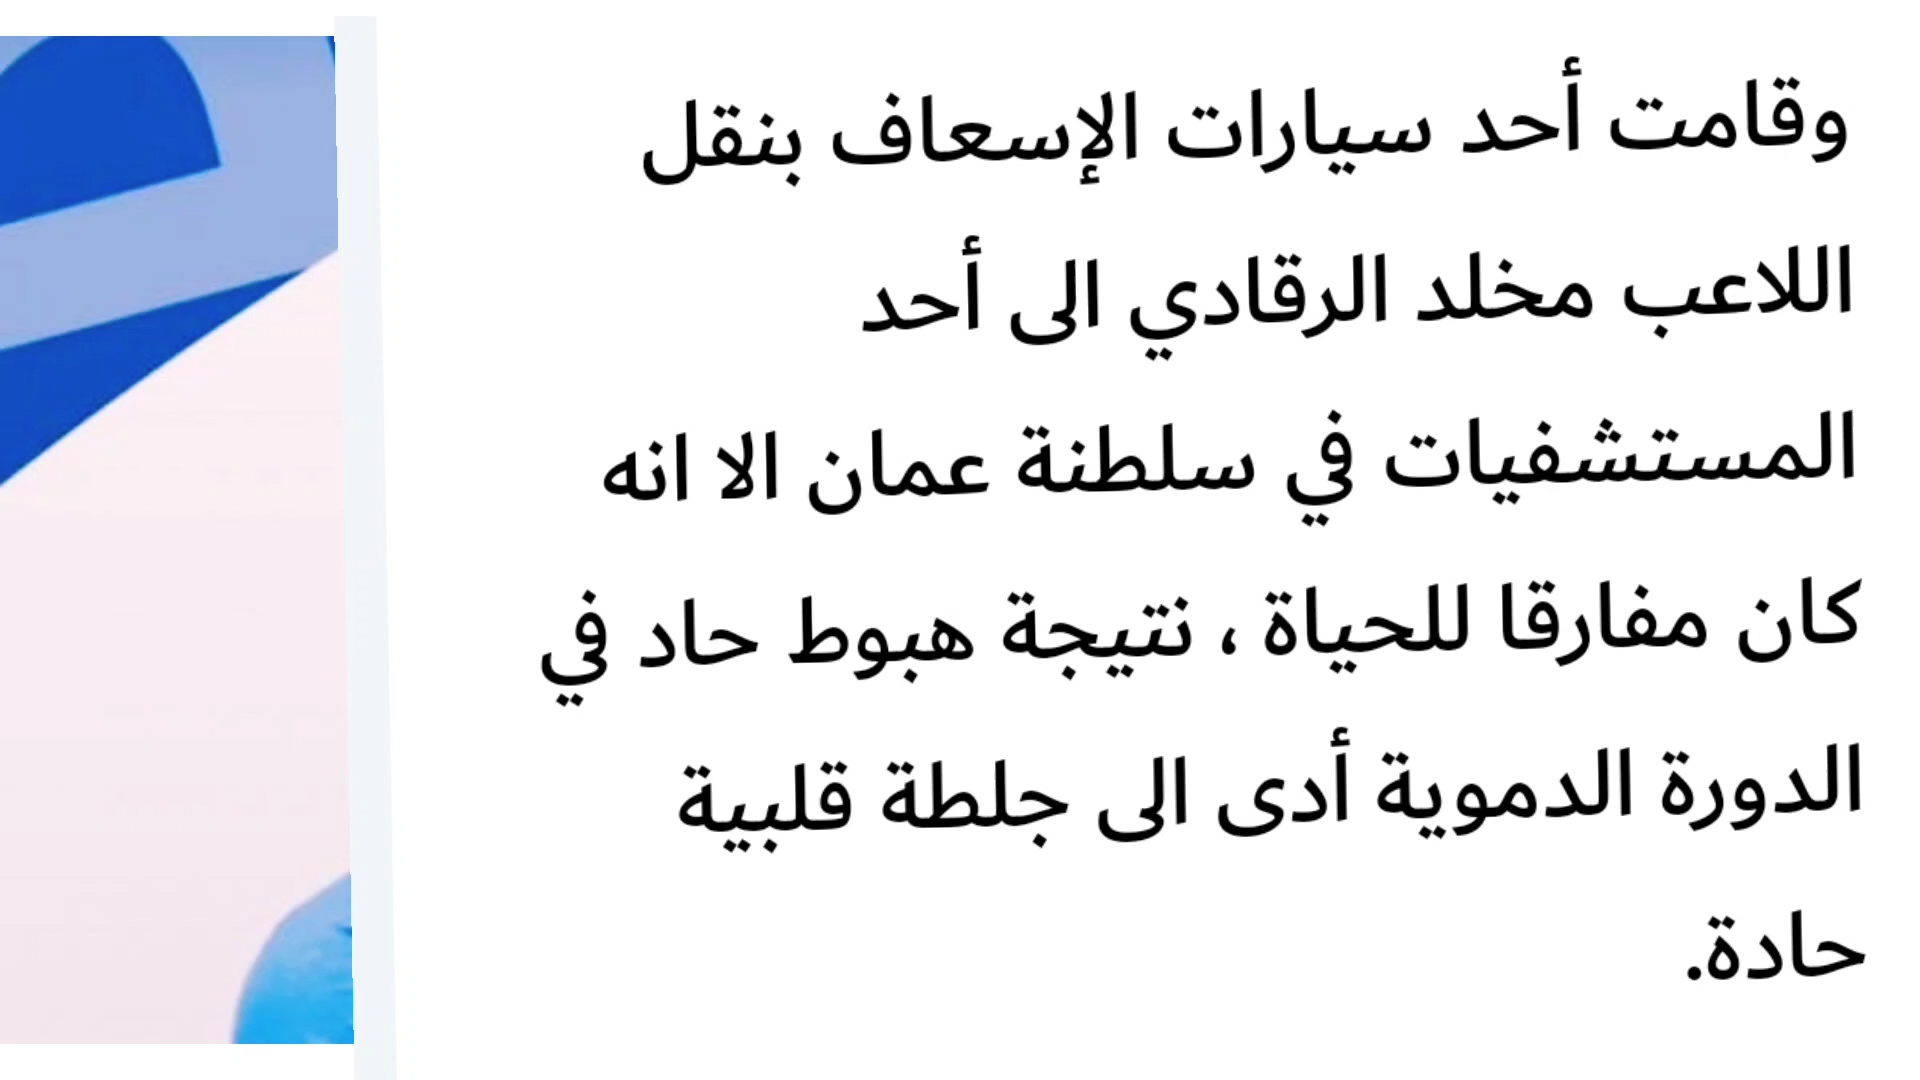 وقامت أحد سيارات الإسعاف بنقل
اللاعب مخلد الرقادي الى أحد
المستشفيات في سلطنة عمان الا انه
كان مفارقا للحياة ، نتيجة هبوط حاد في
الدورة الدموية أدى الى جلطة قلبية
حادة.